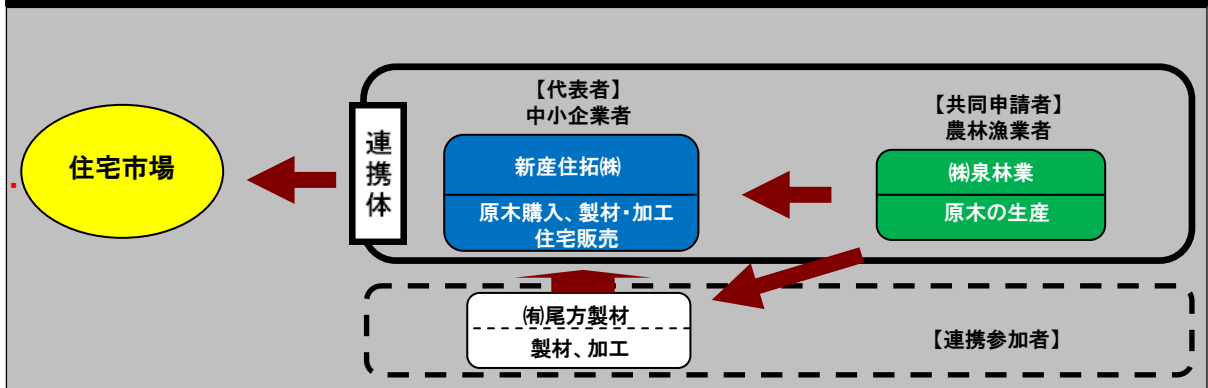 住宅市場
連携体
【代表者】
中小企業者
新産住拓㈱
原木購入、製材・加工
住宅販売
【共同申請者】
農林漁業者
㈱泉林業
原木の生産
㈲尾方製材
製材、加工
【連携参加者】